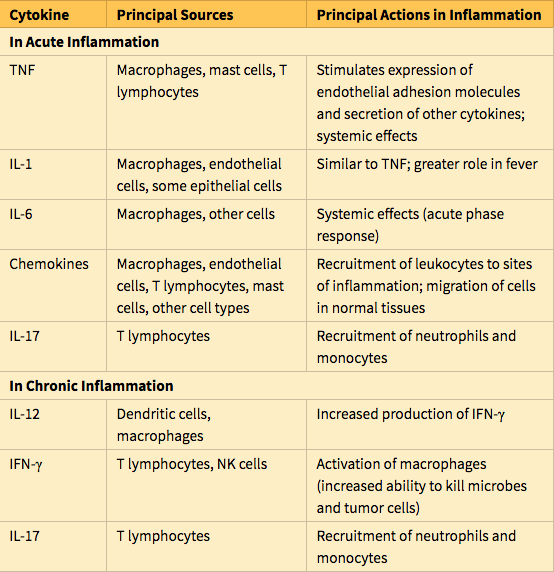 Cytokine Principal Sources Principal Actions in Inflammation
In Acute Inflammation
TNF Macrophages, mast cells, T Stimulates expression of
lymphocytes endothelial adhesion molecules
and secretion of other cytokines;
systemic effects
IL-1 Macrophages, endothelial Similar to TNF; greater role in fever
cells, some epithelial cells
IL-6 Macrophages, other cells Systemic effects (acute phase
response)
Chemokines Macrophages, endothelial Recruitment of leukocytes to sites
cells, T lymphocytes, mast of inflammation; migration of cells
cells, other cell types in normal tissues
IL-17 T lymphocytes Recruitment of neutrophils and
monocytes
In Chronic Inflammation
IL-12 Dendritic cells, Increased production of IFN-γ
macrophages
IFN-γ T lymphocytes, NK cells Activation of macrophages
(increased ability to kill microbes
and tumor cells)
IL-17 T lymphocytes Recruitment of neutrophils and
monocytes